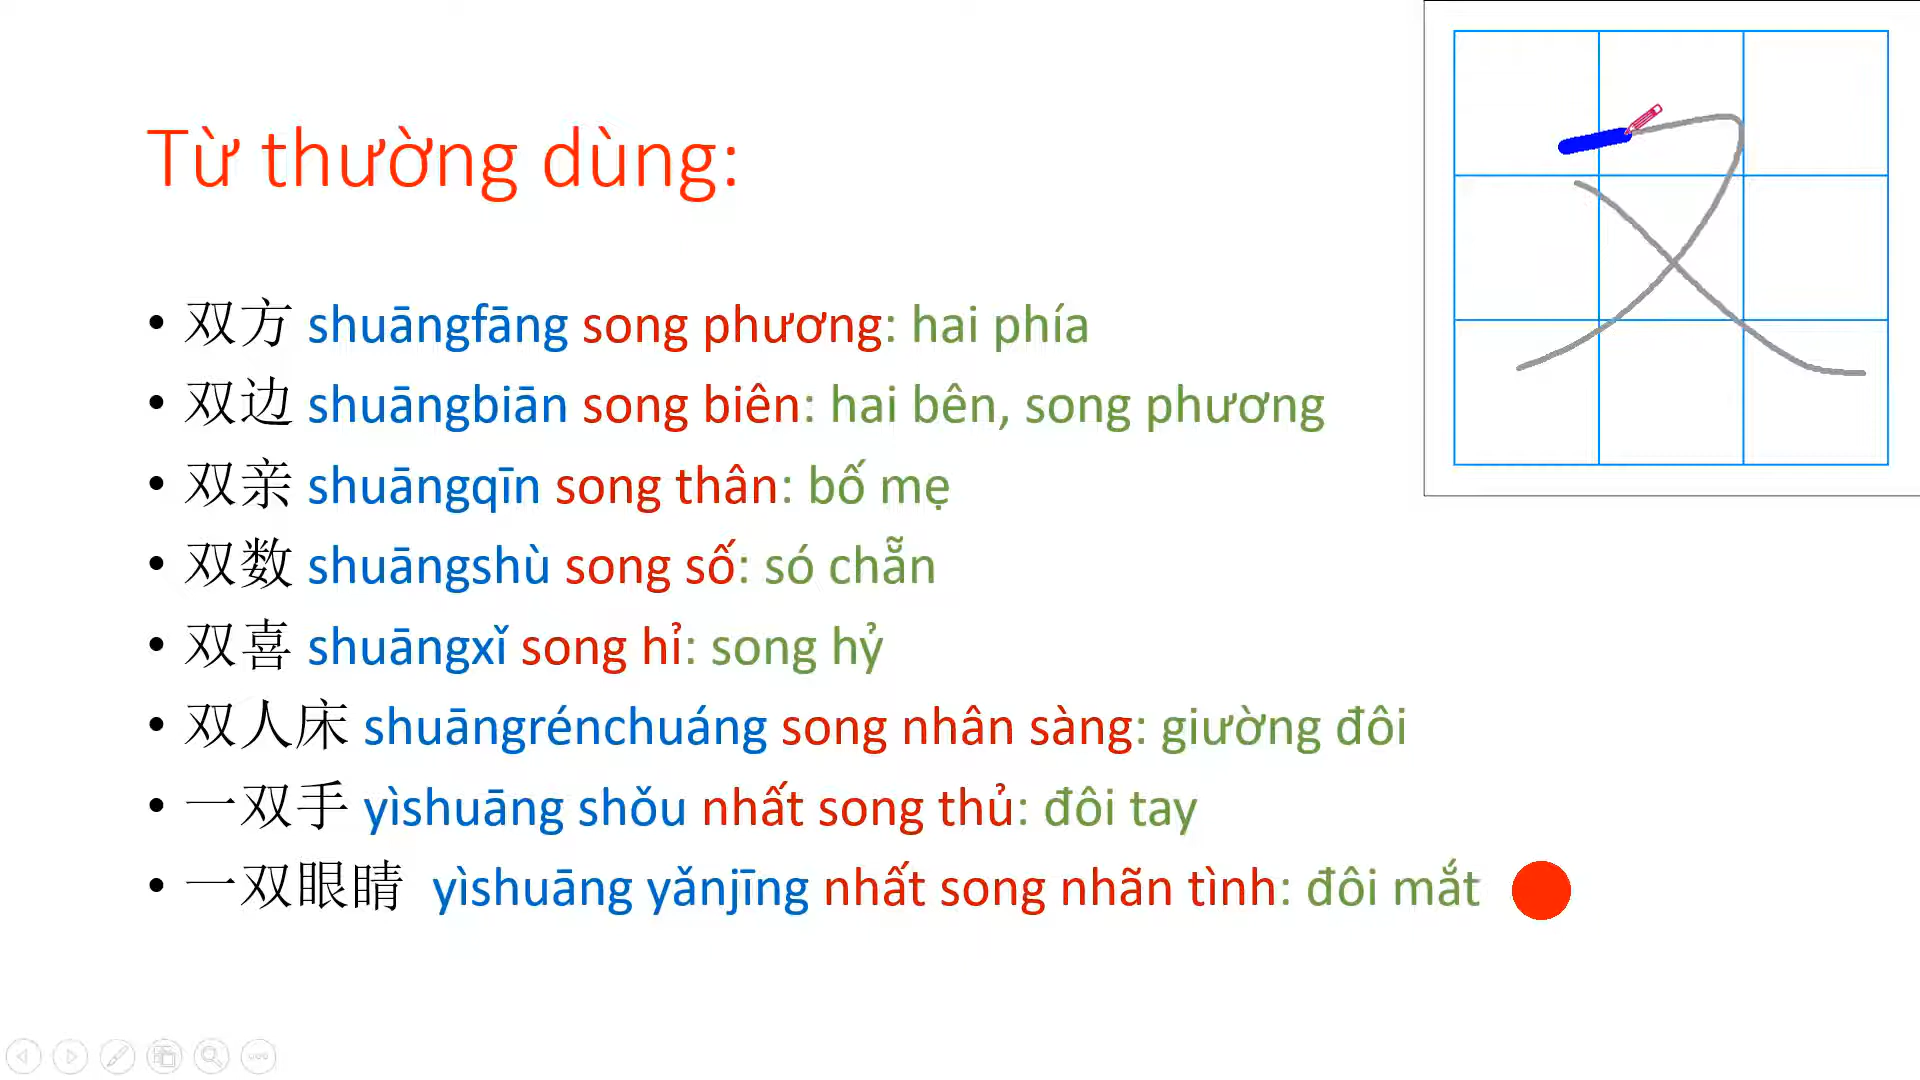 Từ thường dùng:
• 双方 shuāngfāng song phương: hai phía
• 双边 shuāngbiān song biên: hai bên, song phương
• 双亲 shuāngqīn song thân: bố mẹ
• 双数 shuāngshù song số: só chẵn
• 双喜 shuāngxǐ song hỉ: song hỷ
• 双人床 shuāngrénchuáng song nhân sàng: giường đôi
• 一双手 yìshuāng shǒu nhất song thủ: đôi tay
• 一双眼睛 yìshuāng yǎnjīng nhất song nhãn tình: đôi mắt
又